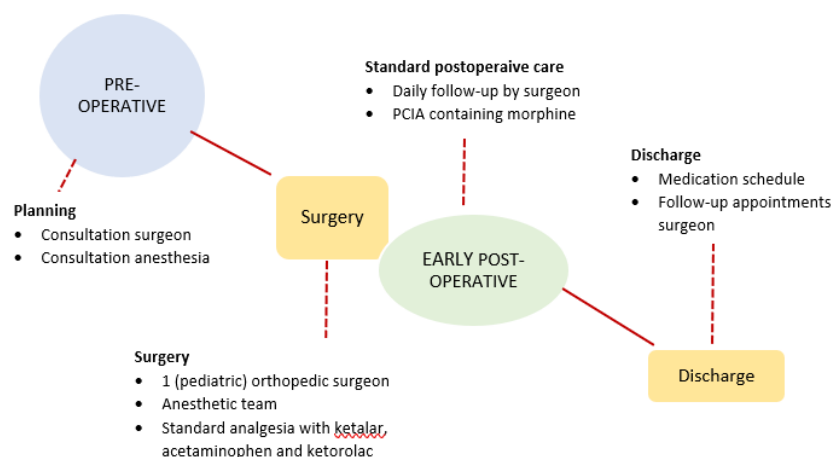 PRE-
OPERATIVE
Planning
• Consultation surgeon
• Consultation anesthesia
Surgery
Surgery
• 1 (pediatric) orthopedic surgeon
• Anesthetic team
• Standard analgesia with ketalar,
acetaminophen and ketorolac
Standard postoperaive care
• Daily follow-up by surgeon
• PCIA containing morphine
EARLY POST-
OPERATIVE
Discharge
• Medication schedule
• Follow-up appointments
surgeon
Discharge